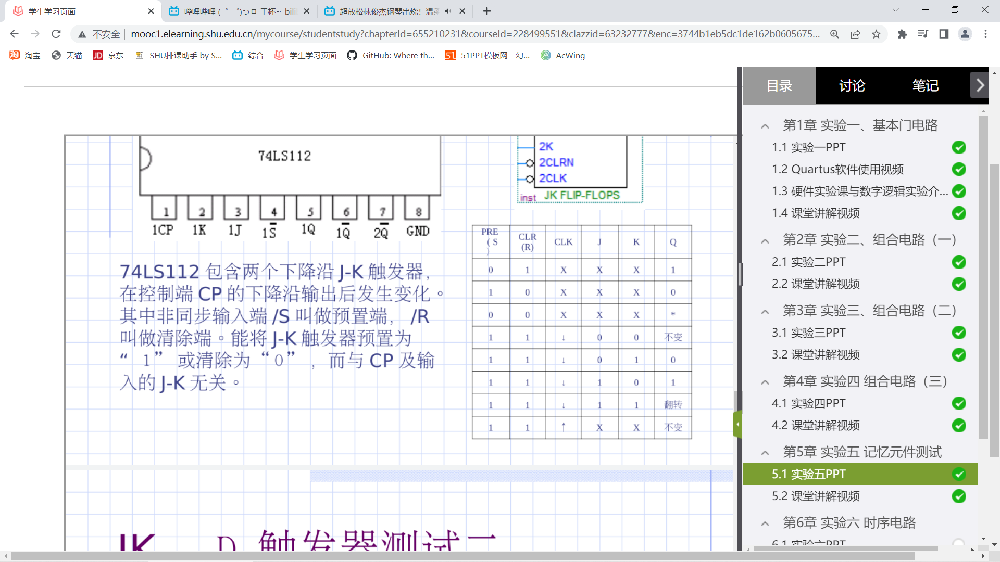 学生学习页面
哔哩哔哩 (゜-゜)つロ 干杯~-bili
超放松林俊杰钢琴串烧！温柔
不安全
mooc1.elearning.shu.edu.cn/mycourse/studentstudy?chapterId=655210231&courseId=228499551&clazzid=63232777&enc=3744b1eb5dc1de162b0605675...
淘宝
天猫
JD 京东
SHU排课助手 by S...
综合
学生学习页面
GitHub: Where th...
51PPT模板网 - 幻...
AcWing
74LS112
1 2 3 4 5 6 7 8
1CP 1K 1J 1S̅ 1Q 1Q̅ 2Q̅ GND
2K
2CLRN
2CLK
inst JK FLIP-FLOPS
74LS112 包含两个下降沿 J-K 触发器，
在控制端 CP 的下降沿输出后发生变化。
其中非同步输入端 /S 叫做预置端， /R
叫做清除端。能将 J-K 触发器预置为
“ 1” 或清除为 “0” ，而与 CP 及输
入的 J-K 无关。
PRE（S） CLR(R) CLK J K Q
0 1 X X X 1
1 0 X X X 0
0 0 X X X *
1 1 ↓ 0 0 不变
1 1 ↓ 0 1 0
1 1 ↓ 1 0 1
1 1 ↓ 1 1 翻转
1 1 ↑ X X 不变
JK D 触发器测试二
目录 讨论 笔记
第1章 实验一、基本门电路
1.1 实验一PPT
1.2 Quartus软件使用视频
1.3 硬件实验课与数字逻辑实验介...
1.4 课堂讲解视频
第2章 实验二、组合电路（一）
2.1 实验二PPT
2.2 课堂讲解视频
第3章 实验三、组合电路（二）
3.1 实验三PPT
3.2 课堂讲解视频
第4章 实验四 组合电路（三）
4.1 实验四PPT
4.2 课堂讲解视频
第5章 实验五 记忆元件测试
5.1 实验五PPT
5.2 课堂讲解视频
第6章 实验六 时序电路
6.1 实验六PPT